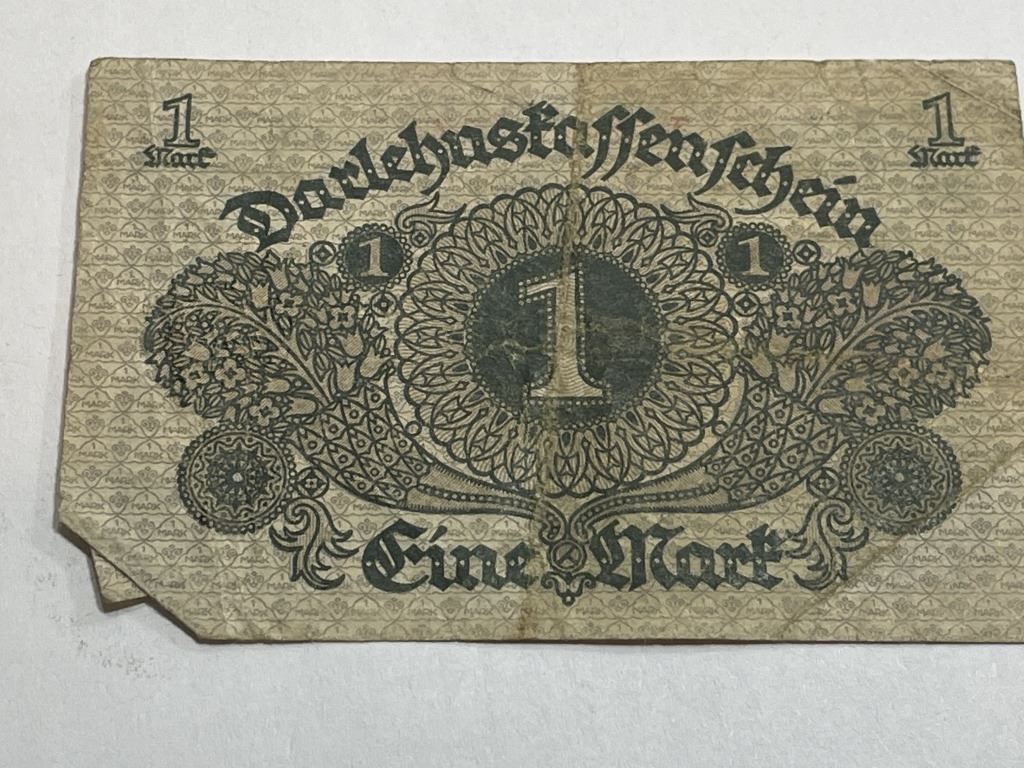 1 1
Mark Mark
Darlehnskassenschein
1 1
1
Eine Mark